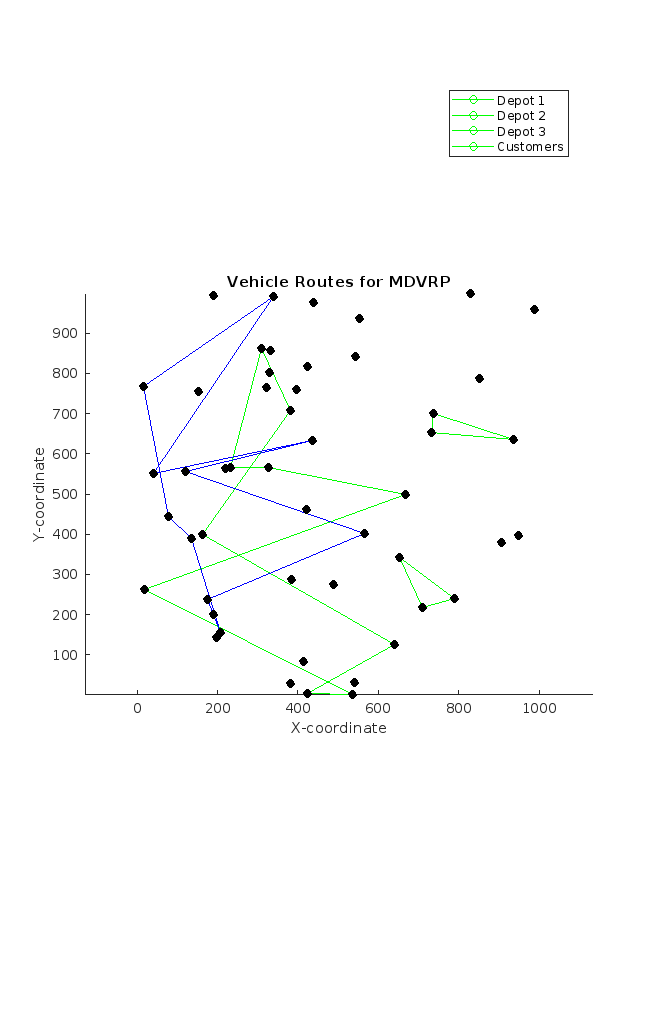 Depot 1
Depot 2
Depot 3
Customers
Vehicle Routes for MDVRP
900
800
700
600
500
400
300
200
100
Y-coordinate
0 200 400 600 800 1000
X-coordinate